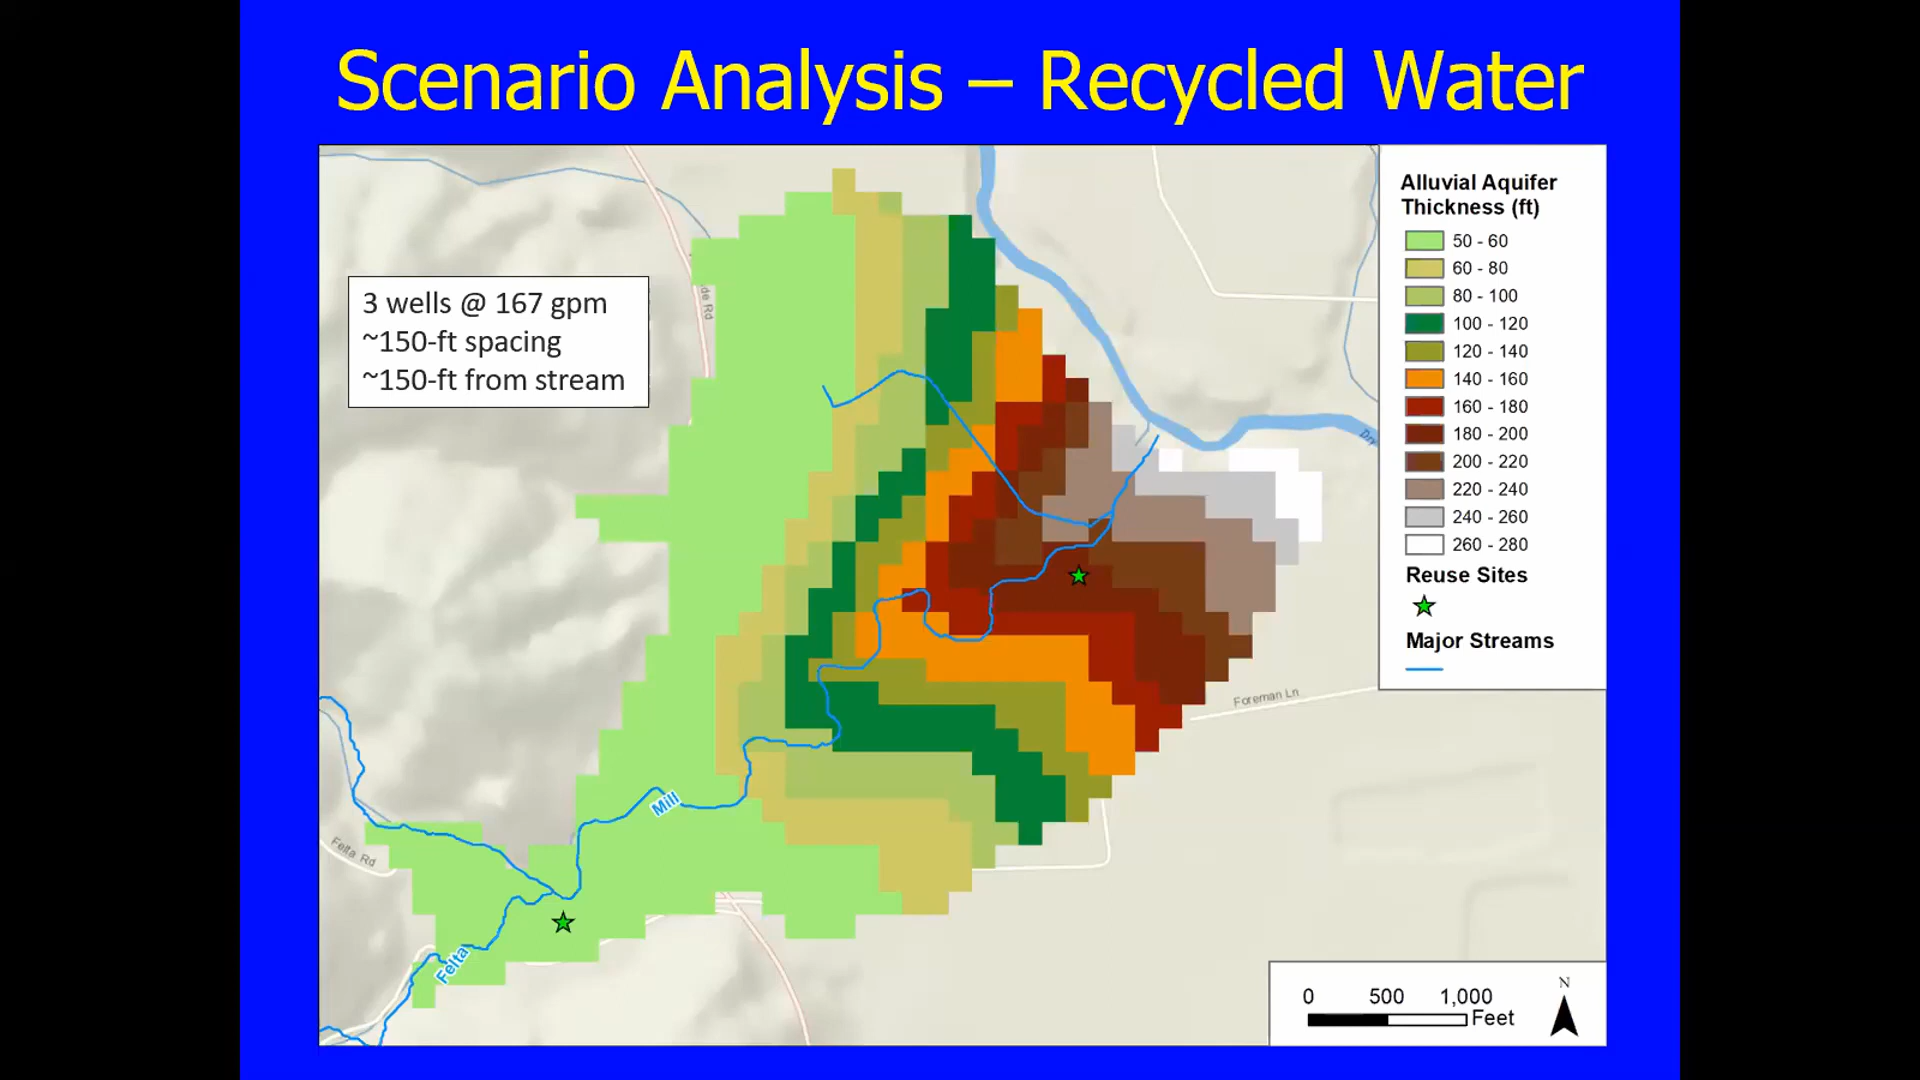 Scenario Analysis – Recycled Water
3 wells @ 167 gpm
~150-ft spacing
~150-ft from stream
de Rd
Felta Rd
Mill
Felta
Foreman Ln
Dry
Alluvial Aquifer
Thickness (ft)
50 - 60
60 - 80
80 - 100
100 - 120
120 - 140
140 - 160
160 - 180
180 - 200
200 - 220
220 - 240
240 - 260
260 - 280
Reuse Sites
Major Streams
N
0 500 1,000
Feet